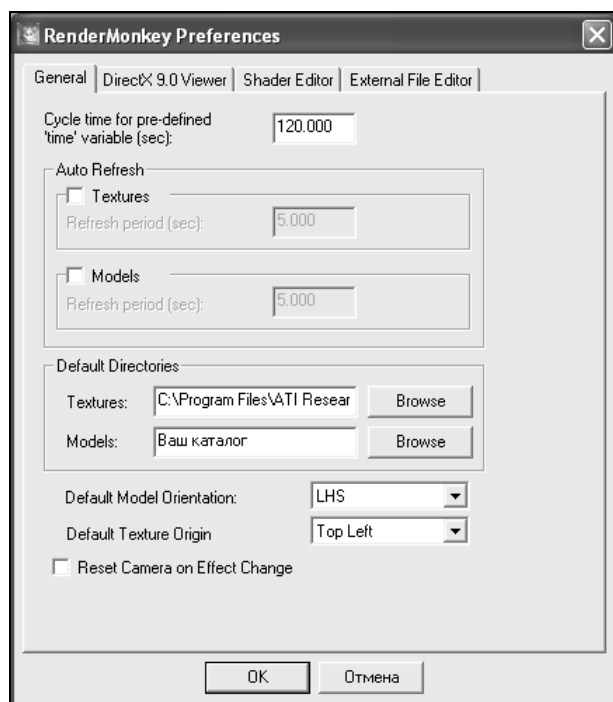 RenderMonkey Preferences
General DirectX 9.0 Viewer Shader Editor External File Editor
Cycle time for pre-defined
'time' variable (sec):
120.000
Auto Refresh
Textures
Refresh period (sec): 5.000
Models
Refresh period (sec): 5.000
Default Directories
Textures: C:\Program Files\ATI Resear Browse
Models: Ваш каталог Browse
Default Model Orientation: LHS
Default Texture Origin Top Left
Reset Camera on Effect Change
OK Отмена